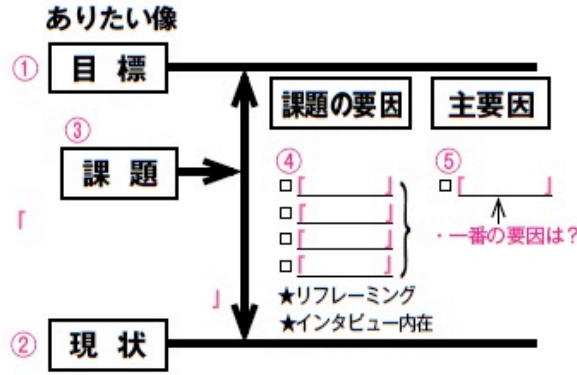 ありたい像
① 目標
③
課題
課題の要因
主要因
④
□『 』
□『 』
□『 』
□『 』
⑤
□『 』
・一番の要因は?
『
』
★リフレーミング
★インタビュー内在
② 現状